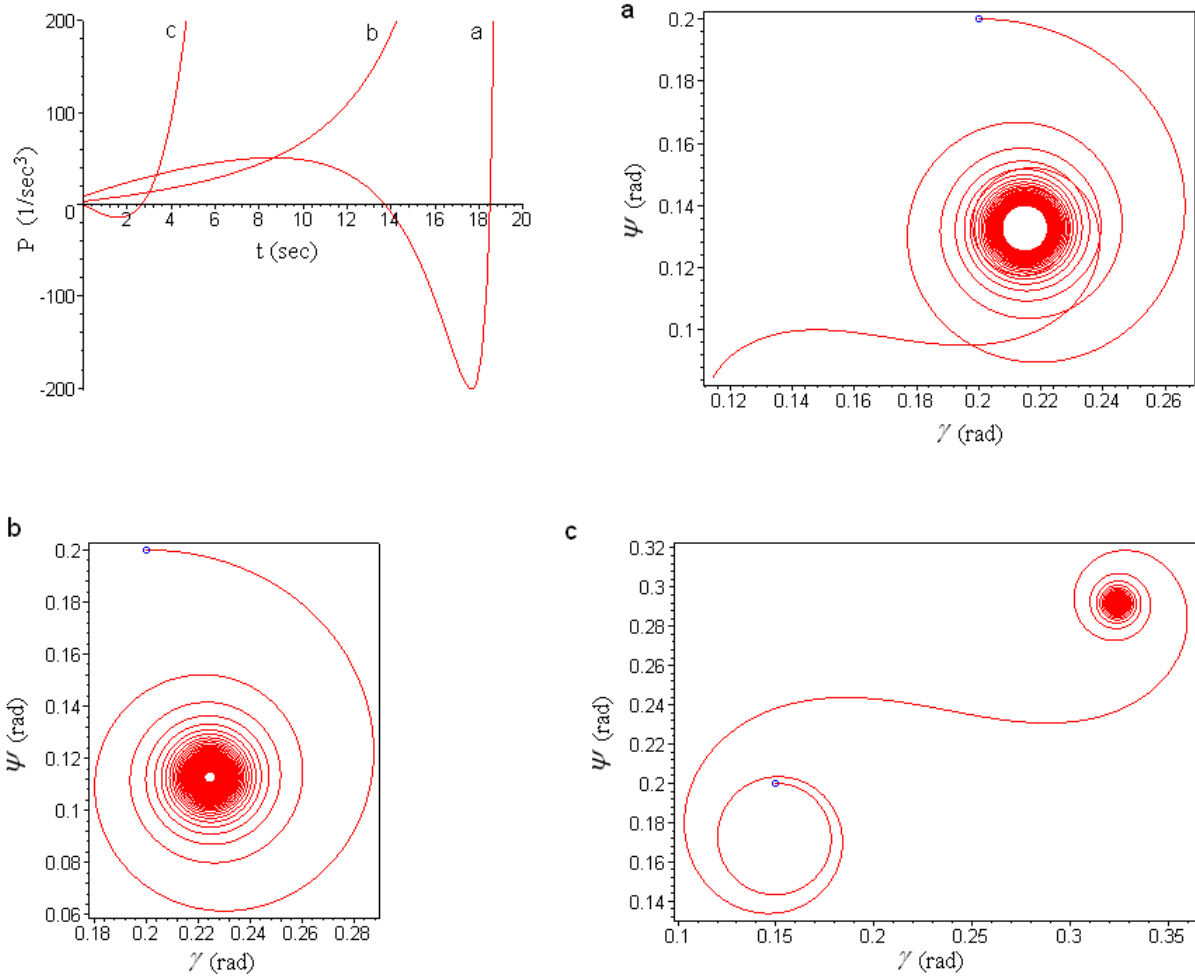 200
c
b
a
100
0
-100
-200
2 4 6 8 10 12 14 16 18 20
P (1/sec³)
t (sec)
a
0.2
0.18
0.16
0.14
0.12
0.1
0.12 0.14 0.16 0.18 0.2 0.22 0.24 0.26
Ψ (rad)
γ (rad)
b
0.2
0.18
0.16
0.14
0.12
0.1
0.08
0.06
0.18 0.2 0.22 0.24 0.26 0.28
Ψ (rad)
γ (rad)
c
0.32
0.3
0.28
0.26
0.24
0.22
0.2
0.18
0.16
0.14
0.1 0.15 0.2 0.25 0.3 0.35
Ψ (rad)
γ (rad)